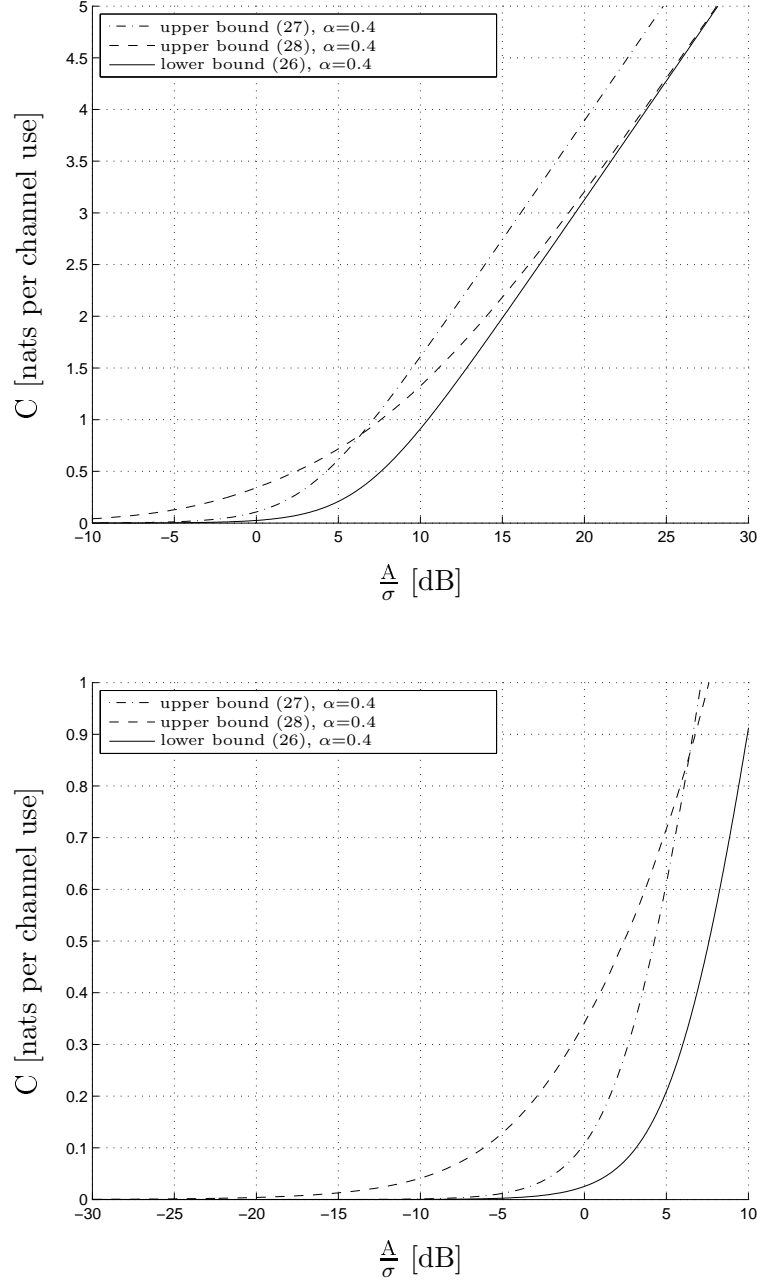 5
4.5
4
3.5
3
2.5
2
1.5
1
0.5
0
−10 −5 0 5 10 15 20 25 30
C [nats per channel use]
A/σ [dB]
upper bound (27), α=0.4
upper bound (28), α=0.4
lower bound (26), α=0.4
1
0.9
0.8
0.7
0.6
0.5
0.4
0.3
0.2
0.1
0
−30 −25 −20 −15 −10 −5 0 5 10
C [nats per channel use]
A/σ [dB]
upper bound (27), α=0.4
upper bound (28), α=0.4
lower bound (26), α=0.4